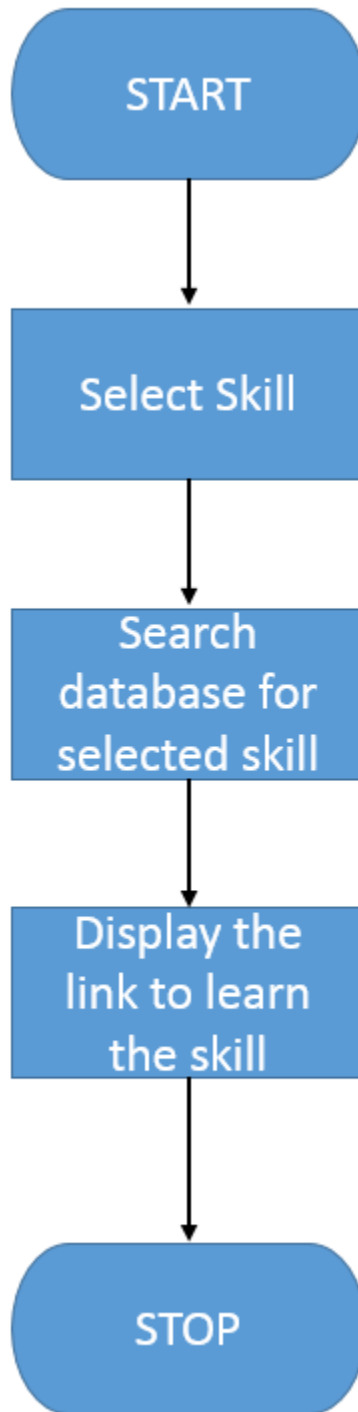 START
Select Skill
Search
database for
selected skill
Display the
link to learn
the skill
STOP